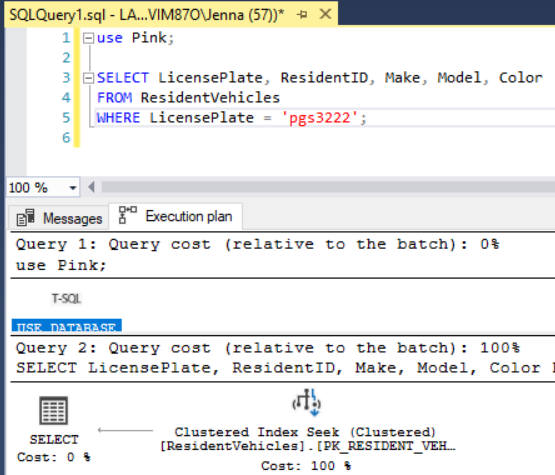 SQLQuery1.sql - LA...VIM87O\Jenna (57))*
1 use Pink;
2
3 SELECT LicensePlate, ResidentID, Make, Model, Color
4 FROM ResidentVehicles
5 WHERE LicensePlate = 'pgs3222';
6
100 %
Messages Execution plan
Query 1: Query cost (relative to the batch): 0%
use Pink;
T-SQL
USE DATABASE
Query 2: Query cost (relative to the batch): 100%
SELECT LicensePlate, ResidentID, Make, Model, Color
Clustered Index Seek (Clustered)
SELECT [ResidentVehicles].[PK_RESIDENT_VEH…
Cost: 0 % Cost: 100 %